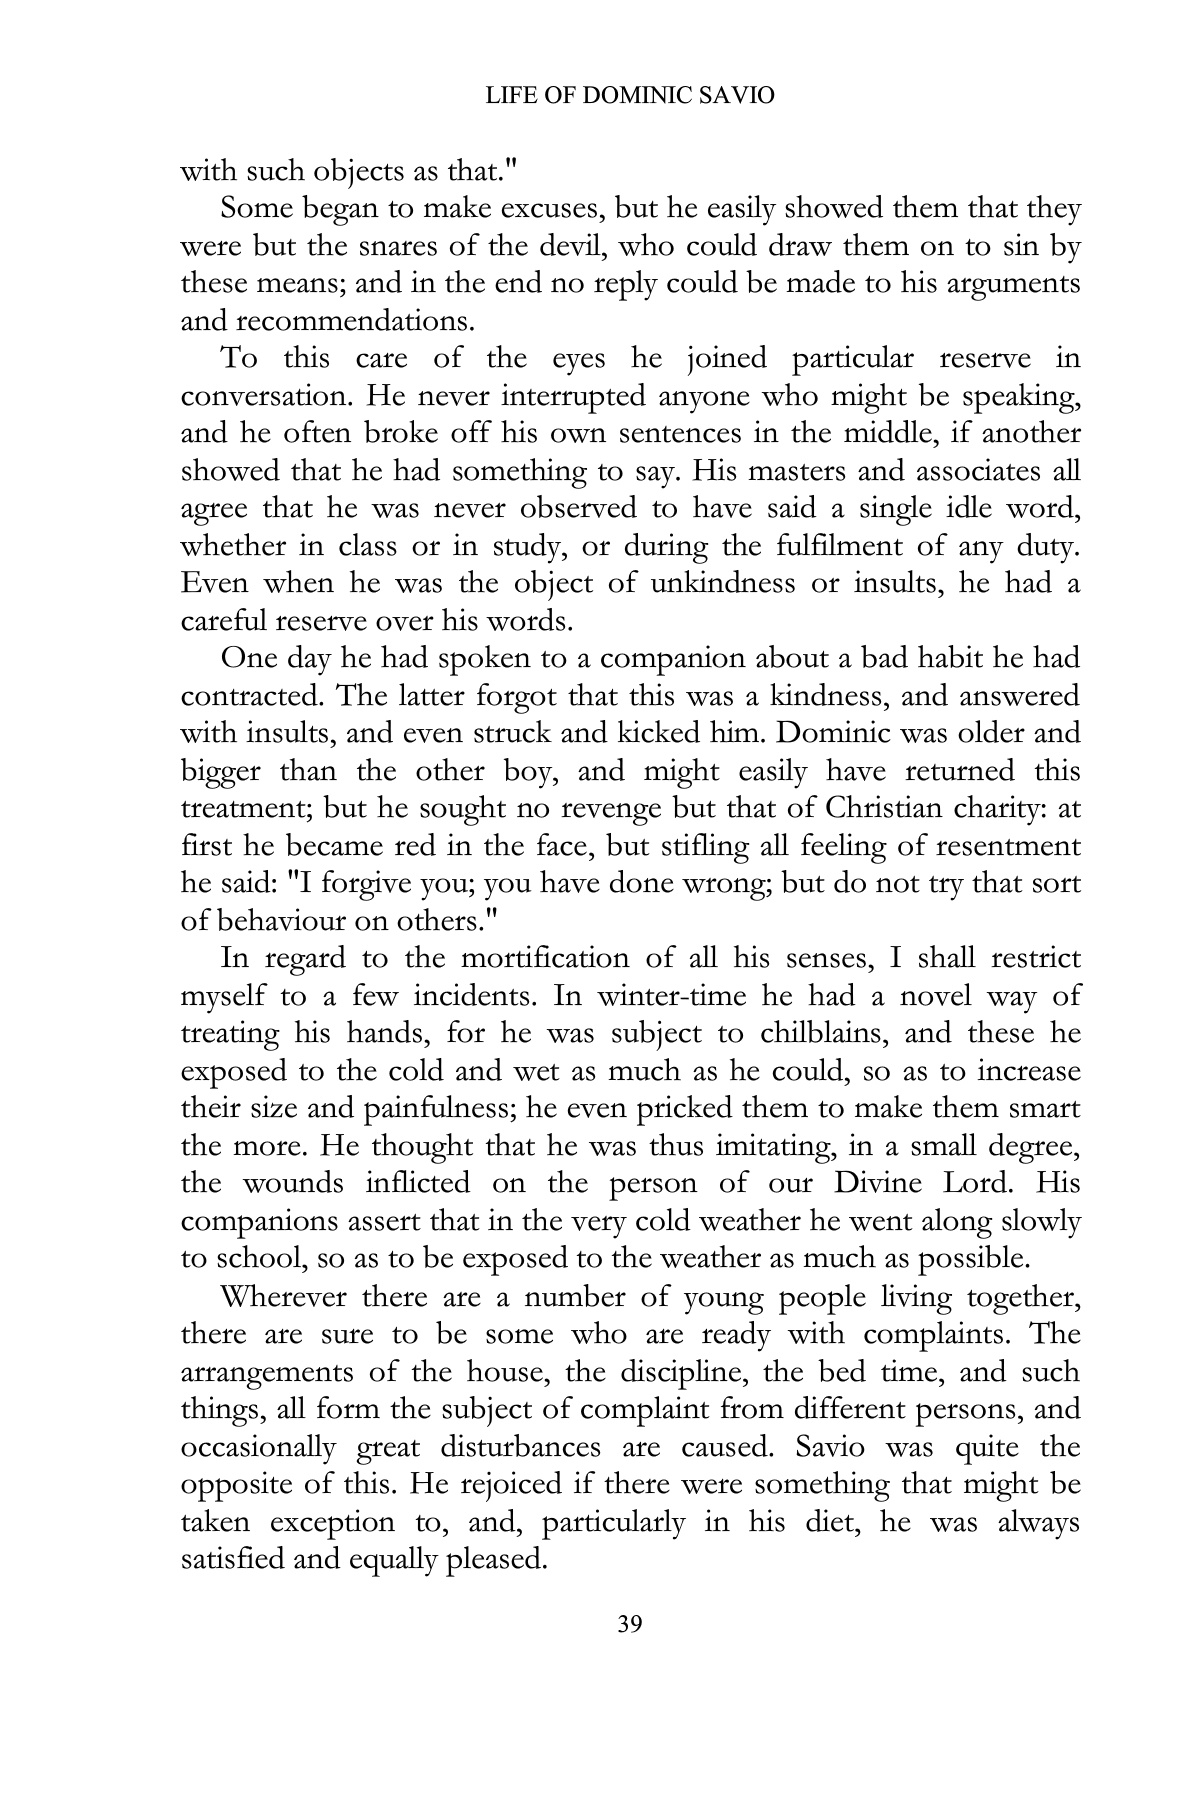 LIFE OF DOMINIC SAVIO
with such objects as that."
Some began to make excuses, but he easily showed them that they
were but the snares of the devil, who could draw them on to sin by
these means; and in the end no reply could be made to his arguments
and recommendations.
To this care of the eyes he joined particular reserve in
conversation. He never interrupted anyone who might be speaking,
and he often broke off his own sentences in the middle, if another
showed that he had something to say. His masters and associates all
agree that he was never observed to have said a single idle word,
whether in class or in study, or during the fulfilment of any duty.
Even when he was the object of unkindness or insults, he had a
careful reserve over his words.
One day he had spoken to a companion about a bad habit he had
contracted. The latter forgot that this was a kindness, and answered
with insults, and even struck and kicked him. Dominic was older and
bigger than the other boy, and might easily have returned this
treatment; but he sought no revenge but that of Christian charity: at
first he became red in the face, but stifling all feeling of resentment
he said: "I forgive you; you have done wrong; but do not try that sort
of behaviour on others."
In regard to the mortification of all his senses, I shall restrict
myself to a few incidents. In winter-time he had a novel way of
treating his hands, for he was subject to chilblains, and these he
exposed to the cold and wet as much as he could, so as to increase
their size and painfulness; he even pricked them to make them smart
the more. He thought that he was thus imitating, in a small degree,
the wounds inflicted on the person of our Divine Lord. His
companions assert that in the very cold weather he went along slowly
to school, so as to be exposed to the weather as much as possible.
Wherever there are a number of young people living together,
there are sure to be some who are ready with complaints. The
arrangements of the house, the discipline, the bed time, and such
things, all form the subject of complaint from different persons, and
occasionally great disturbances are caused. Savio was quite the
opposite of this. He rejoiced if there were something that might be
taken exception to, and, particularly in his diet, he was always
satisfied and equally pleased.
39